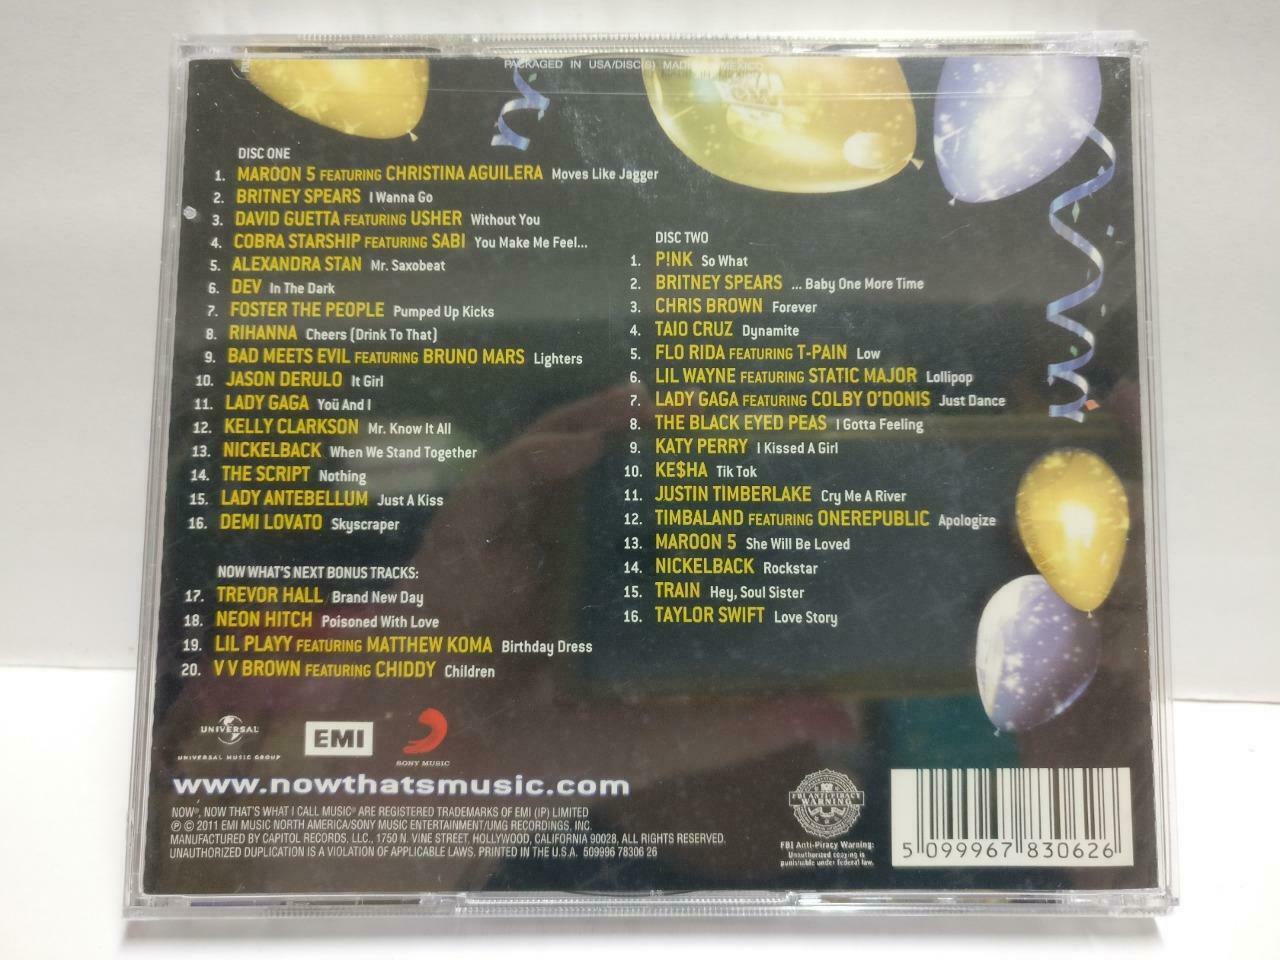 PACKAGED IN USA/DISC(S) MADE IN MEXICO
DISC ONE
1. MAROON 5 FEATURING CHRISTINA AGUILERA Moves Like Jagger
2. BRITNEY SPEARS I Wanna Go
3. DAVID GUETTA FEATURING USHER Without You
4. COBRA STARSHIP FEATURING SABI You Make Me Feel...
5. ALEXANDRA STAN Mr. Saxobeat
6. DEV In The Dark
7. FOSTER THE PEOPLE Pumped Up Kicks
8. RIHANNA Cheers (Drink To That)
9. BAD MEETS EVIL FEATURING BRUNO MARS Lighters
10. JASON DERULO It Girl
11. LADY GAGA Yoü And I
12. KELLY CLARKSON Mr. Know It All
13. NICKELBACK When We Stand Together
14. THE SCRIPT Nothing
15. LADY ANTEBELLUM Just A Kiss
16. DEMI LOVATO Skyscraper
NOW WHAT'S NEXT BONUS TRACKS:
17. TREVOR HALL Brand New Day
18. NEON HITCH Poisoned With Love
19. LIL PLAYY FEATURING MATTHEW KOMA Birthday Dress
20. V V BROWN FEATURING CHIDDY Children
DISC TWO
1. P!NK So What
2. BRITNEY SPEARS ... Baby One More Time
3. CHRIS BROWN Forever
4. TAIO CRUZ Dynamite
5. FLO RIDA FEATURING T-PAIN Low
6. LIL WAYNE FEATURING STATIC MAJOR Lollipop
7. LADY GAGA FEATURING COLBY O'DONIS Just Dance
8. THE BLACK EYED PEAS I Gotta Feeling
9. KATY PERRY I Kissed A Girl
10. KE$HA Tik Tok
11. JUSTIN TIMBERLAKE Cry Me A River
12. TIMBALAND FEATURING ONEREPUBLIC Apologize
13. MAROON 5 She Will Be Loved
14. NICKELBACK Rockstar
15. TRAIN Hey, Soul Sister
16. TAYLOR SWIFT Love Story
UNIVERSAL
UNIVERSAL MUSIC GROUP
EMI
SONY MUSIC
www.nowthatsmusic.com
NOW®, NOW THAT'S WHAT I CALL MUSIC® ARE REGISTERED TRADEMARKS OF EMI (IP) LIMITED
℗ © 2011 EMI MUSIC NORTH AMERICA/SONY MUSIC ENTERTAINMENT/UMG RECORDINGS, INC.
MANUFACTURED BY CAPITOL RECORDS, LLC., 1750 N. VINE STREET, HOLLYWOOD, CALIFORNIA 90028, ALL RIGHTS RESERVED.
UNAUTHORIZED DUPLICATION IS A VIOLATION OF APPLICABLE LAWS. PRINTED IN THE U.S.A. 509996 78306 26
FBI ANTI-PIRACY
WARNING
FBI Anti-Piracy Warning:
Unauthorized copying is
punishable under federal law.
5 099967 830626